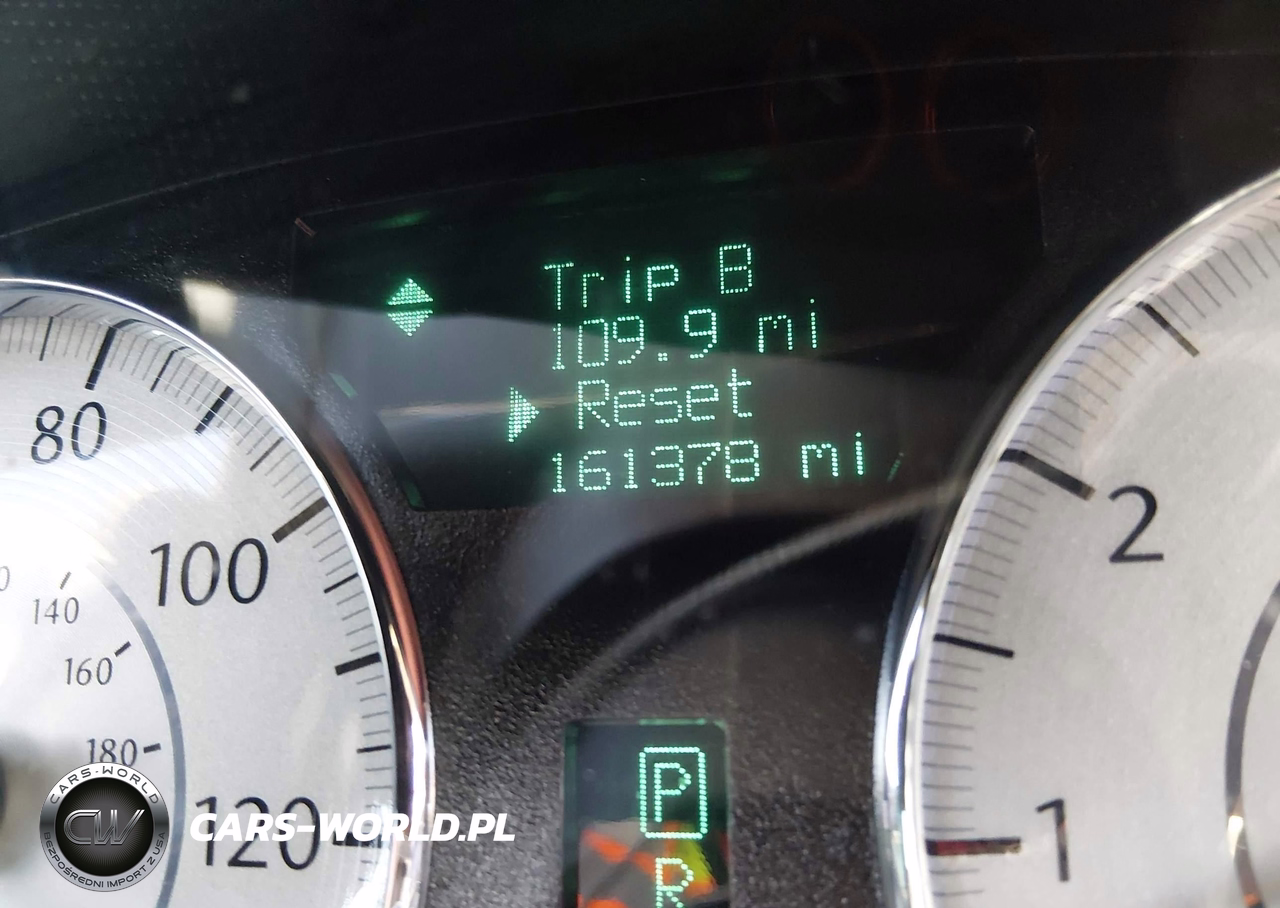 Trip B
109.9 mi
Reset
161378 mi
80
100
120
140
160
180
2
1
P
R
CARS-WORLD
CW
BEZPOŚREDNI IMPORT Z USA
CARS-WORLD.PL